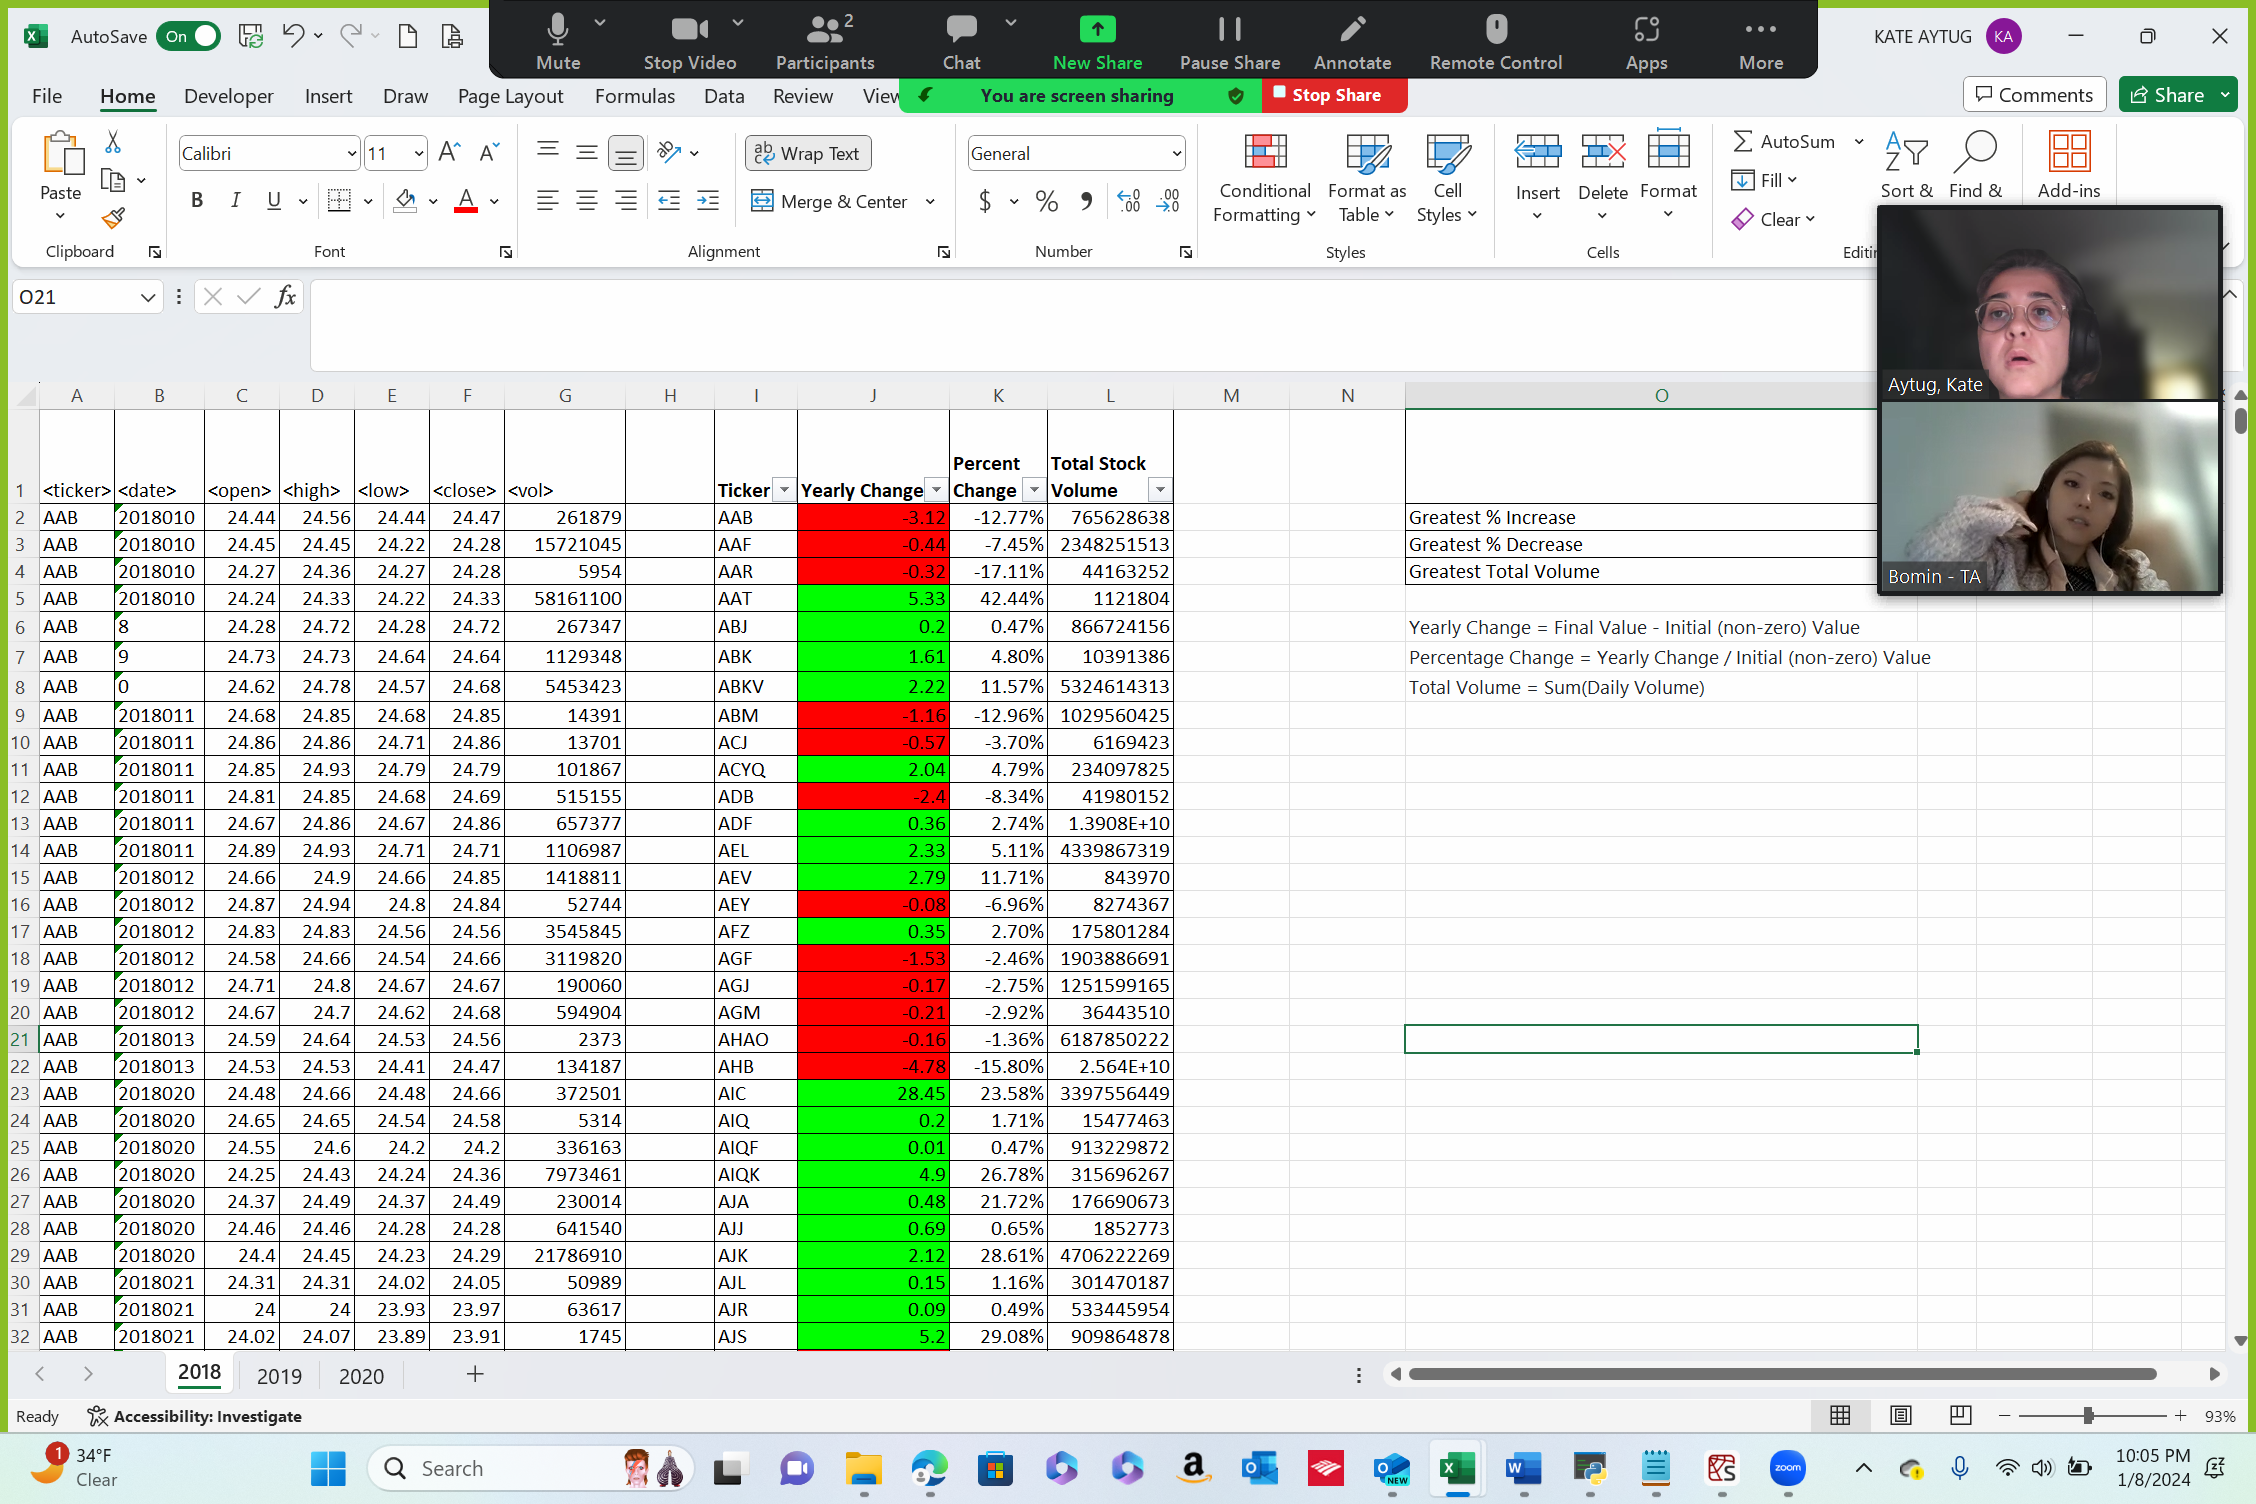 AutoSave On
Mute Stop Video Participants 2 Chat New Share Pause Share Annotate Remote Control Apps More
KATE AYTUG KA
File Home Developer Insert Draw Page Layout Formulas Data Review View
You are screen sharing Stop Share
Comments Share
Paste Calibri 11 Wrap Text General
B I U Merge & Center $ %
Conditional Formatting Format as Table Cell Styles Insert Delete Format
AutoSum Fill Clear Sort & Find & Add-ins
Clipboard Font Alignment Number Styles Cells
O21 fx
Aytug, Kate
Bomin - TA
A B C D E F G H I J K L M N O
1 <ticker> <date> <open> <high> <low> <close> <vol> Ticker Yearly Change Percent Change Total Stock Volume
2 AAB 2018010 24.44 24.56 24.44 24.47 261879 AAB -3.12 -12.77% 765628638 Greatest % Increase
3 AAB 2018010 24.45 24.45 24.22 24.28 15721045 AAF -0.44 -7.45% 2348251513 Greatest % Decrease
4 AAB 2018010 24.27 24.36 24.27 24.28 5954 AAR -0.32 -17.11% 44163252 Greatest Total Volume
5 AAB 2018010 24.24 24.33 24.22 24.33 58161100 AAT 5.33 42.44% 1121804
6 AAB 8 24.28 24.72 24.28 24.72 267347 ABJ 0.2 0.47% 866724156 Yearly Change = Final Value - Initial (non-zero) Value
7 AAB 9 24.73 24.73 24.64 24.64 1129348 ABK 1.61 4.80% 10391386 Percentage Change = Yearly Change / Initial (non-zero) Value
8 AAB 0 24.62 24.78 24.57 24.68 5453423 ABKV 2.22 11.57% 5324614313 Total Volume = Sum(Daily Volume)
9 AAB 2018011 24.68 24.85 24.68 24.85 14391 ABM -1.16 -12.96% 1029560425
10 AAB 2018011 24.86 24.86 24.71 24.86 13701 ACJ -0.57 -3.70% 6169423
11 AAB 2018011 24.85 24.93 24.79 24.79 101867 ACYQ 2.04 4.79% 234097825
12 AAB 2018011 24.81 24.85 24.68 24.69 515155 ADB -2.4 -8.34% 41980152
13 AAB 2018011 24.67 24.86 24.67 24.86 657377 ADF 0.36 2.74% 1.3908E+10
14 AAB 2018011 24.89 24.93 24.71 24.71 1106987 AEL 2.33 5.11% 4339867319
15 AAB 2018012 24.66 24.9 24.66 24.85 1418811 AEV 2.79 11.71% 843970
16 AAB 2018012 24.87 24.94 24.8 24.84 52744 AEY -0.08 -6.96% 8274367
17 AAB 2018012 24.83 24.83 24.56 24.56 3545845 AFZ 0.35 2.70% 175801284
18 AAB 2018012 24.58 24.66 24.54 24.66 3119820 AGF -1.53 -2.46% 1903886691
19 AAB 2018012 24.71 24.8 24.67 24.67 190060 AGJ -0.17 -2.75% 1251599165
20 AAB 2018012 24.67 24.7 24.62 24.68 594904 AGM -0.21 -2.92% 36443510
21 AAB 2018013 24.59 24.64 24.53 24.56 2373 AHAO -0.16 -1.36% 6187850222
22 AAB 2018013 24.53 24.53 24.41 24.47 134187 AHB -4.78 -15.80% 2.564E+10
23 AAB 2018020 24.48 24.66 24.48 24.66 372501 AIC 28.45 23.58% 3397556449
24 AAB 2018020 24.65 24.65 24.54 24.58 5314 AIQ 0.2 1.71% 15477463
25 AAB 2018020 24.55 24.6 24.2 24.2 336163 AIQF 0.01 0.47% 913229872
26 AAB 2018020 24.25 24.43 24.24 24.36 7973461 AIQK 4.9 26.78% 315696267
27 AAB 2018020 24.37 24.49 24.37 24.49 230014 AJA 0.48 21.72% 176690673
28 AAB 2018020 24.46 24.46 24.28 24.28 641540 AJJ 0.69 0.65% 1852773
29 AAB 2018020 24.4 24.45 24.23 24.29 21786910 AJK 2.12 28.61% 4706222269
30 AAB 2018021 24.31 24.31 24.02 24.05 50989 AJL 0.15 1.16% 301470187
31 AAB 2018021 24 24 23.93 23.97 63617 AJR 0.09 0.49% 533445954
32 AAB 2018021 24.02 24.07 23.89 23.91 1745 AJS 5.2 29.08% 909864878
2018 2019 2020
Ready Accessibility: Investigate 93%
1 34°F
Clear
Search
NEW
zoom
10:05 PM
1/8/2024